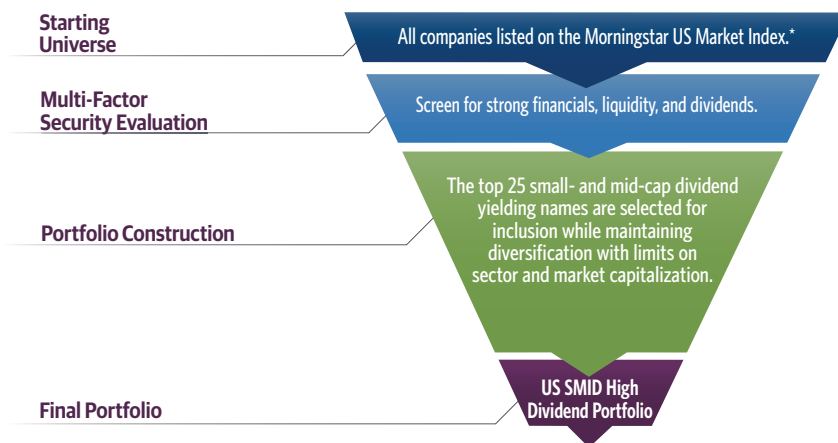 Starting
Universe
All companies listed on the Morningstar US Market Index.*
Multi-Factor
Security Evaluation
Screen for strong financials, liquidity, and dividends.
Portfolio Construction
The top 25 small- and mid-cap dividend
yielding names are selected for
inclusion while maintaining
diversification with limits on
sector and market capitalization.
Final Portfolio
US SMID High
Dividend Portfolio